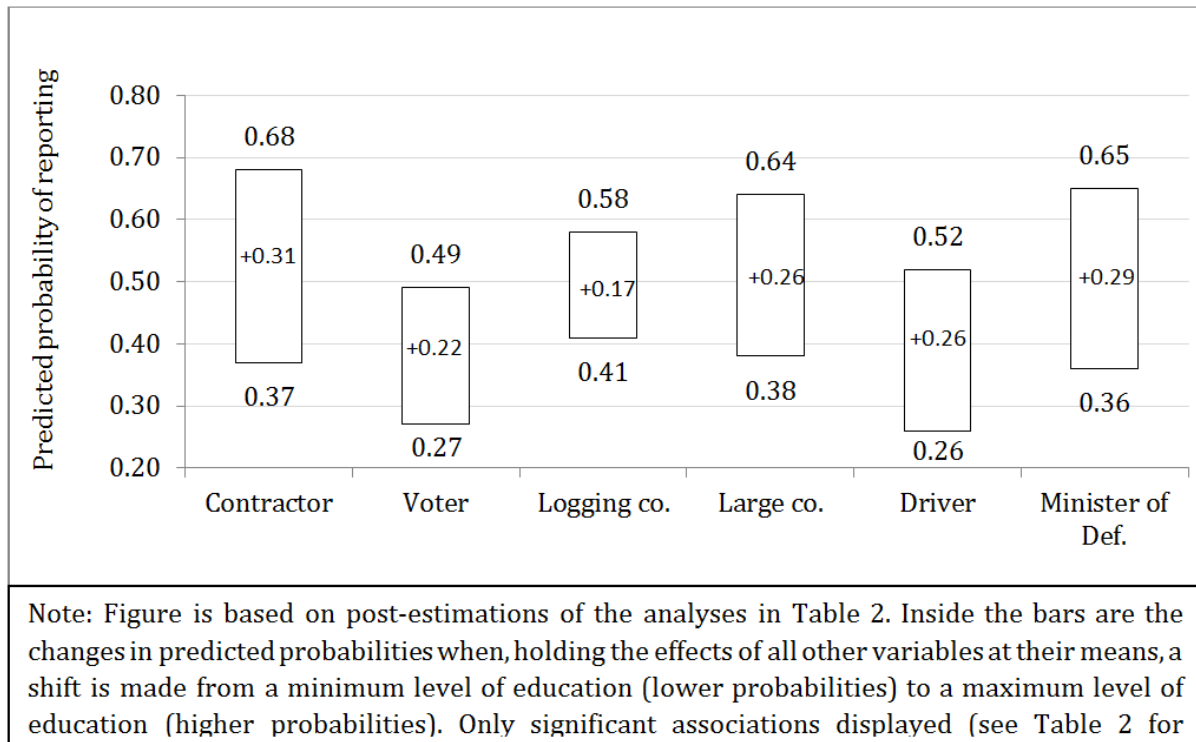 Predicted probability of reporting
0.80
0.70
0.60
0.50
0.40
0.30
0.20
0.68
+0.31
0.37
0.49
+0.22
0.27
0.58
+0.17
0.41
0.64
+0.26
0.38
0.52
+0.26
0.26
0.65
+0.29
0.36
Contractor
Voter
Logging co.
Large co.
Driver
Minister of
Def.
Note: Figure is based on post-estimations of the analyses in Table 2. Inside the bars are the
changes in predicted probabilities when, holding the effects of all other variables at their means, a
shift is made from a minimum level of education (lower probabilities) to a maximum level of
education (higher probabilities). Only significant associations displayed (see Table 2 for